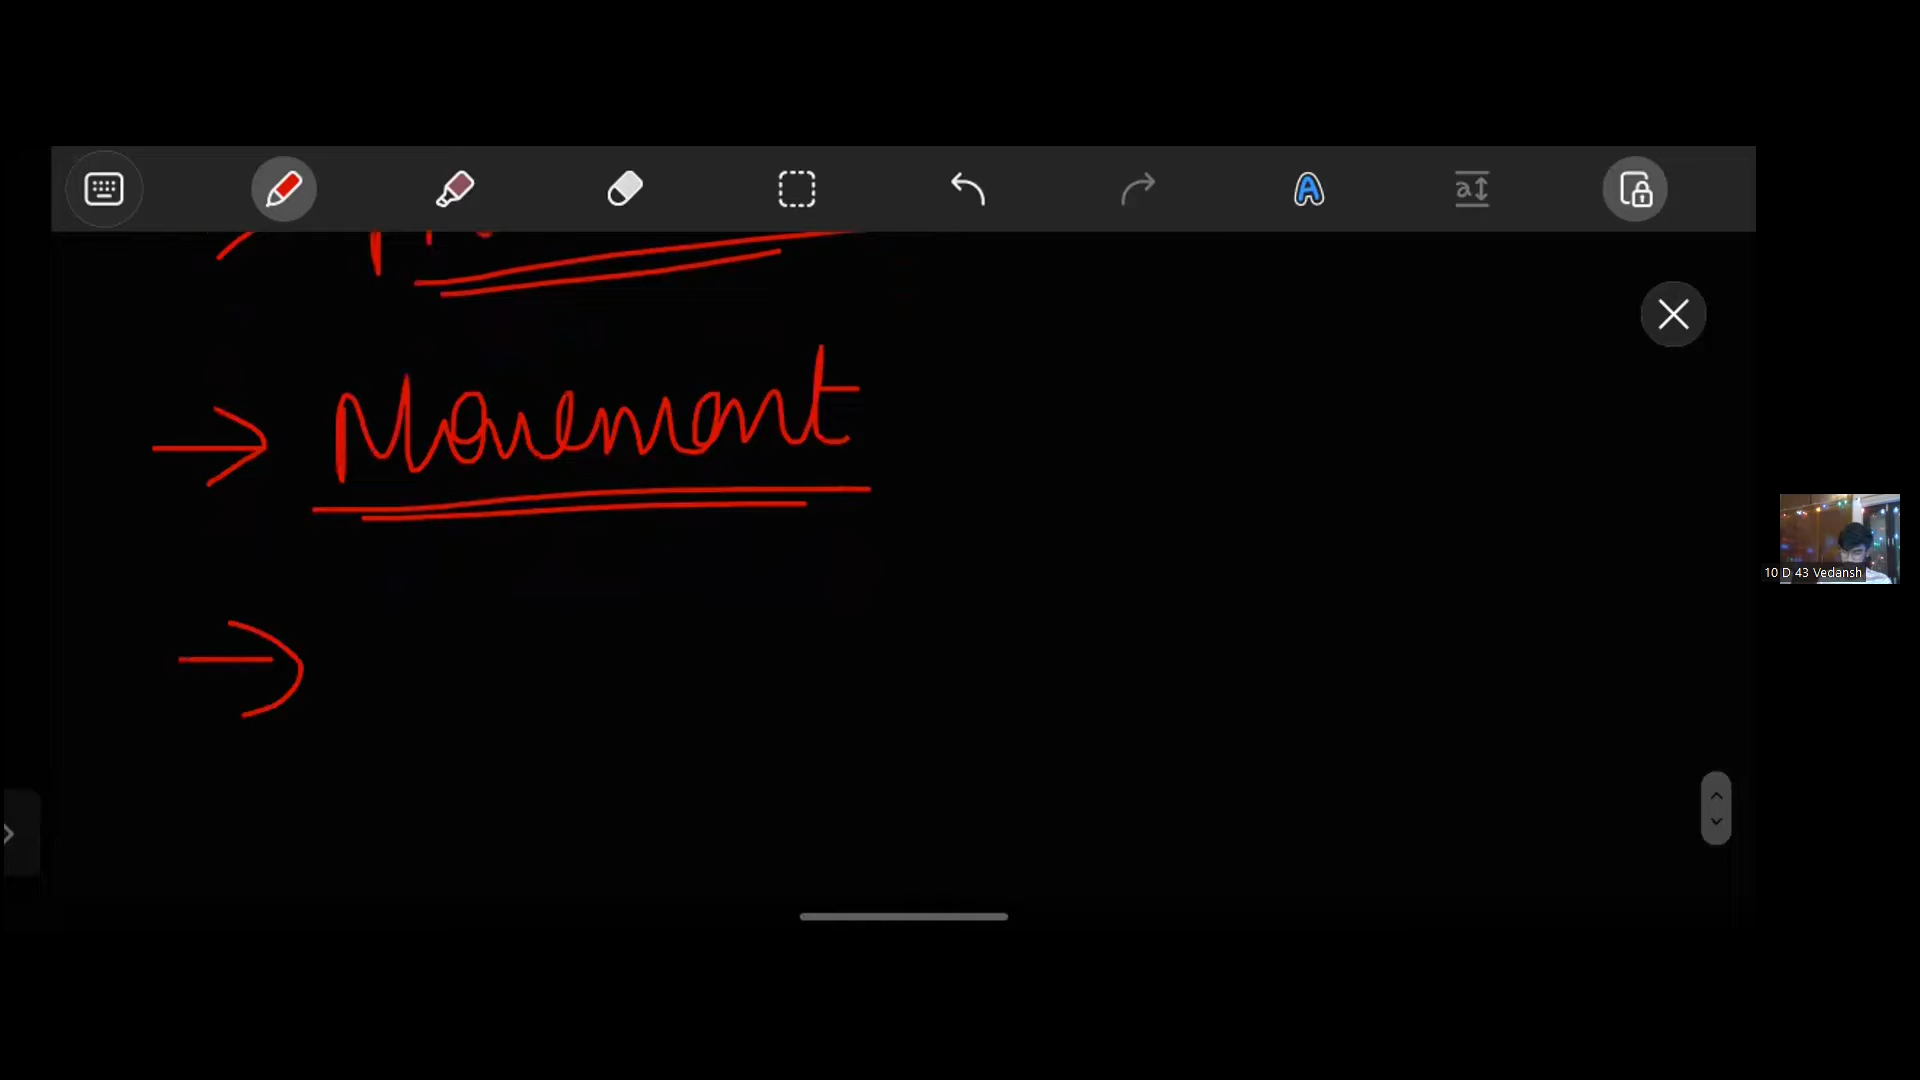 → Movement
→
10 D 43 Vedansh